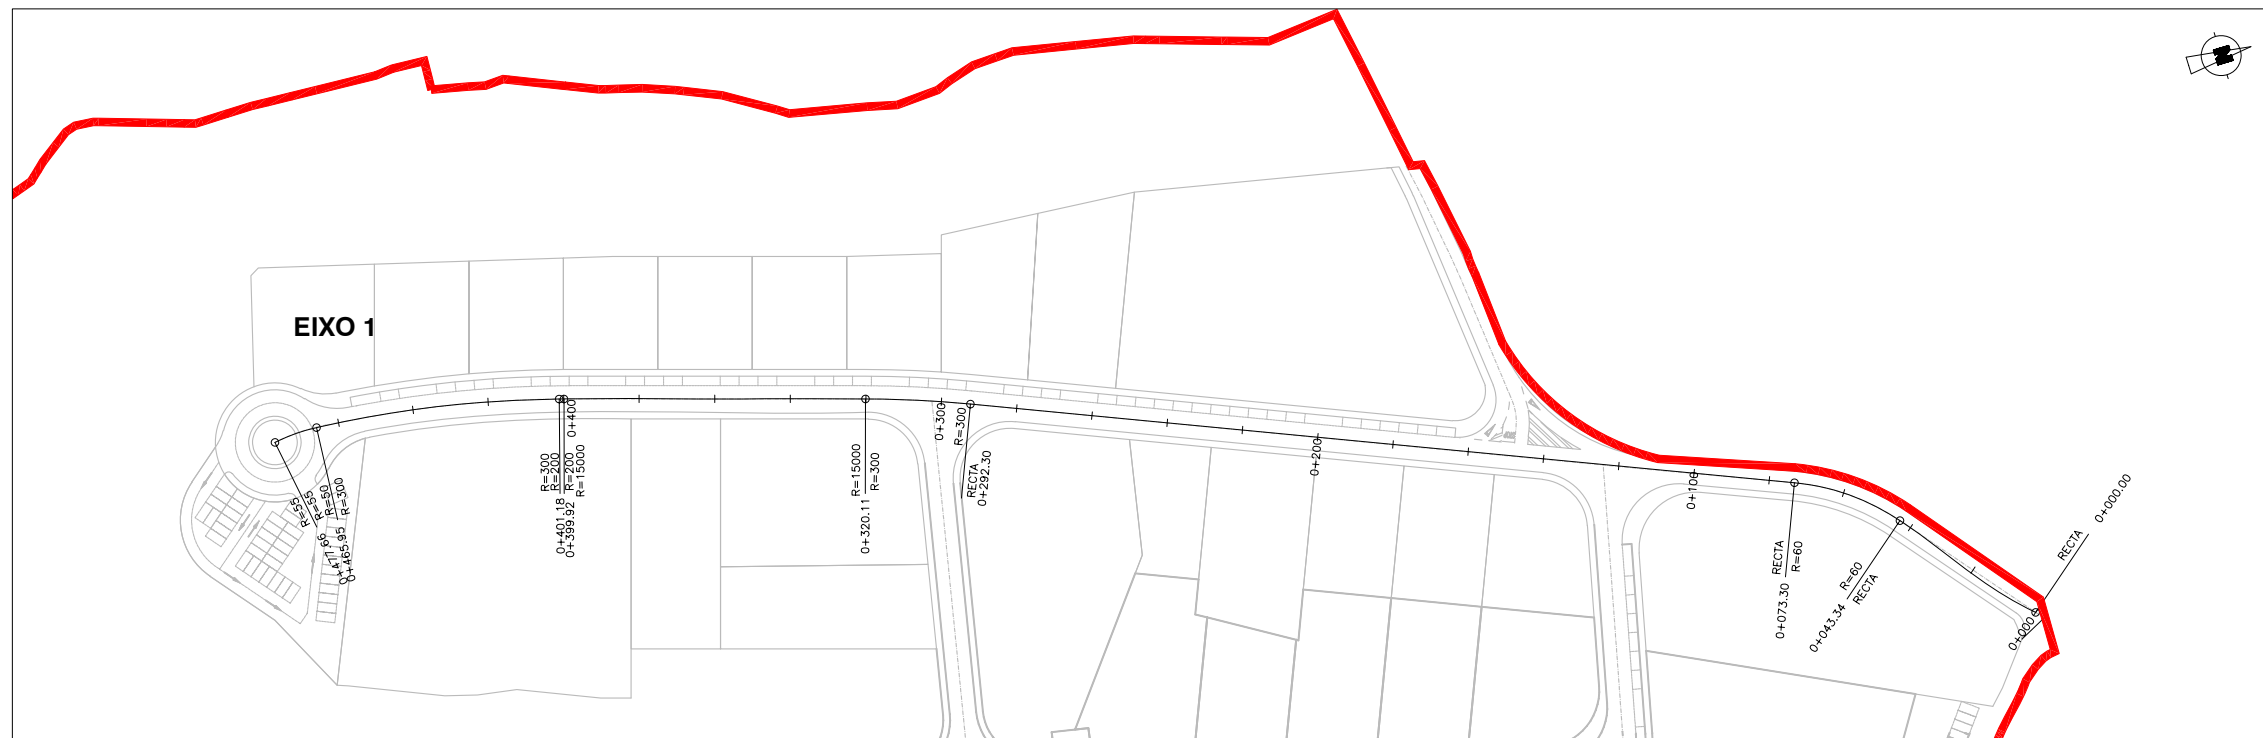 EIXO 1
R=55
R=55
0+477.66
R=50
R=300
0+465.95
R=300
R=200
0+401.18
R=200
R=15000
0+399.92
0+400
R=15000
R=300
0+320.11
0+300
R=300
RECTA
0+292.30
0+200
0+100
RECTA
R=60
0+073.30
R=60
RECTA
0+043.34
RECTA
0+000.00
0+000